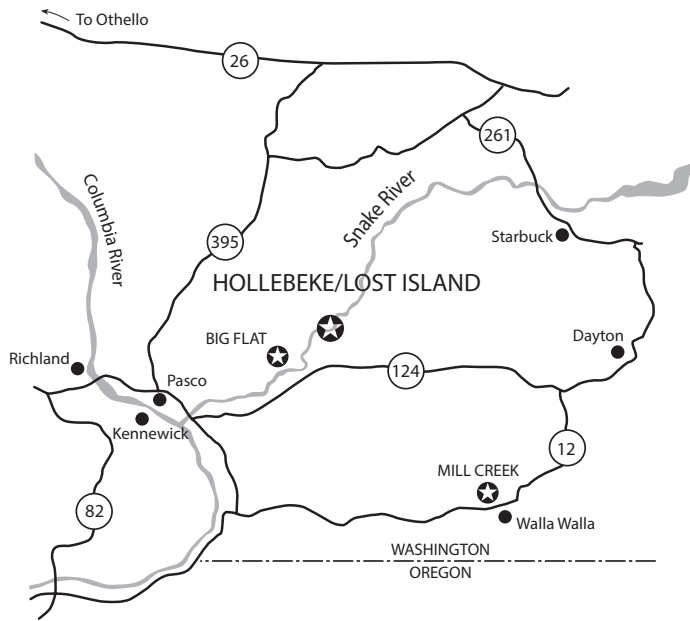 To Othello
26
261
Columbia River
Snake River
395
Starbuck
HOLLEBEKE/LOST ISLAND
BIG FLAT
Dayton
Richland
124
Pasco
Kennewick
12
MILL CREEK
82
Walla Walla
WASHINGTON
OREGON